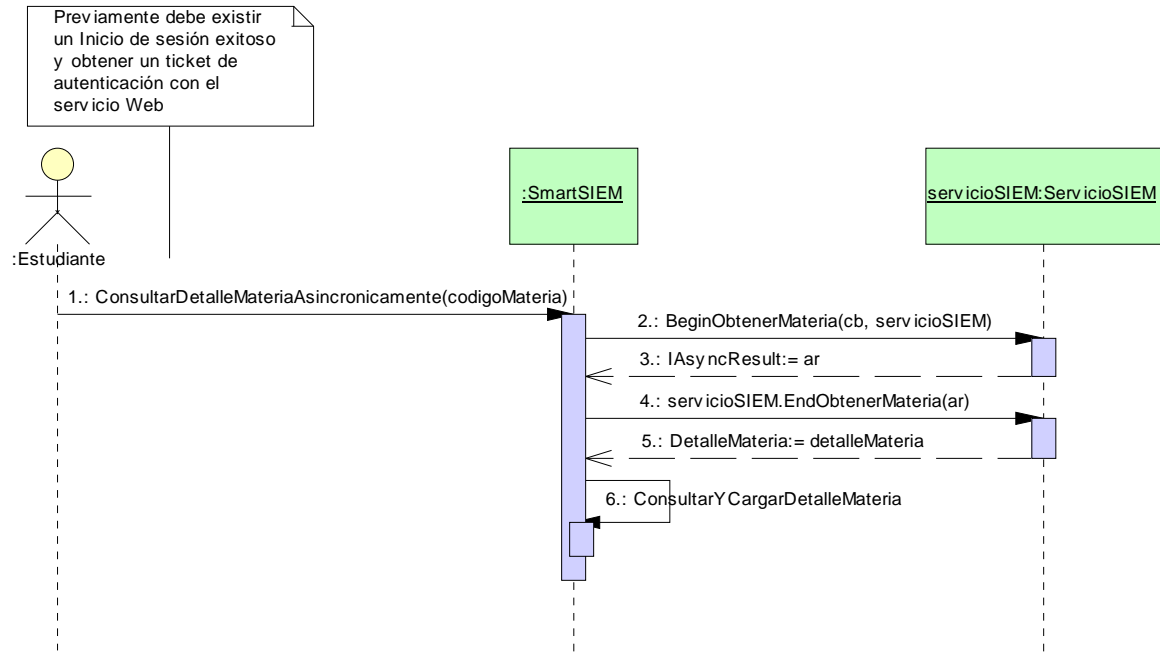 Previamente debe existir
un Inicio de sesión exitoso
y obtener un ticket de
autenticación con el
servicio Web
:Estudiante
:SmartSIEM
servicioSIEM:ServicioSIEM
1.: ConsultarDetalleMateriaAsincronicamente(codigoMateria)
2.: BeginObtenerMateria(cb, servicioSIEM)
3.: IAsyncResult:= ar
4.: servicioSIEM.EndObtenerMateria(ar)
5.: DetalleMateria:= detalleMateria
6.: ConsultarYCargarDetalleMateria